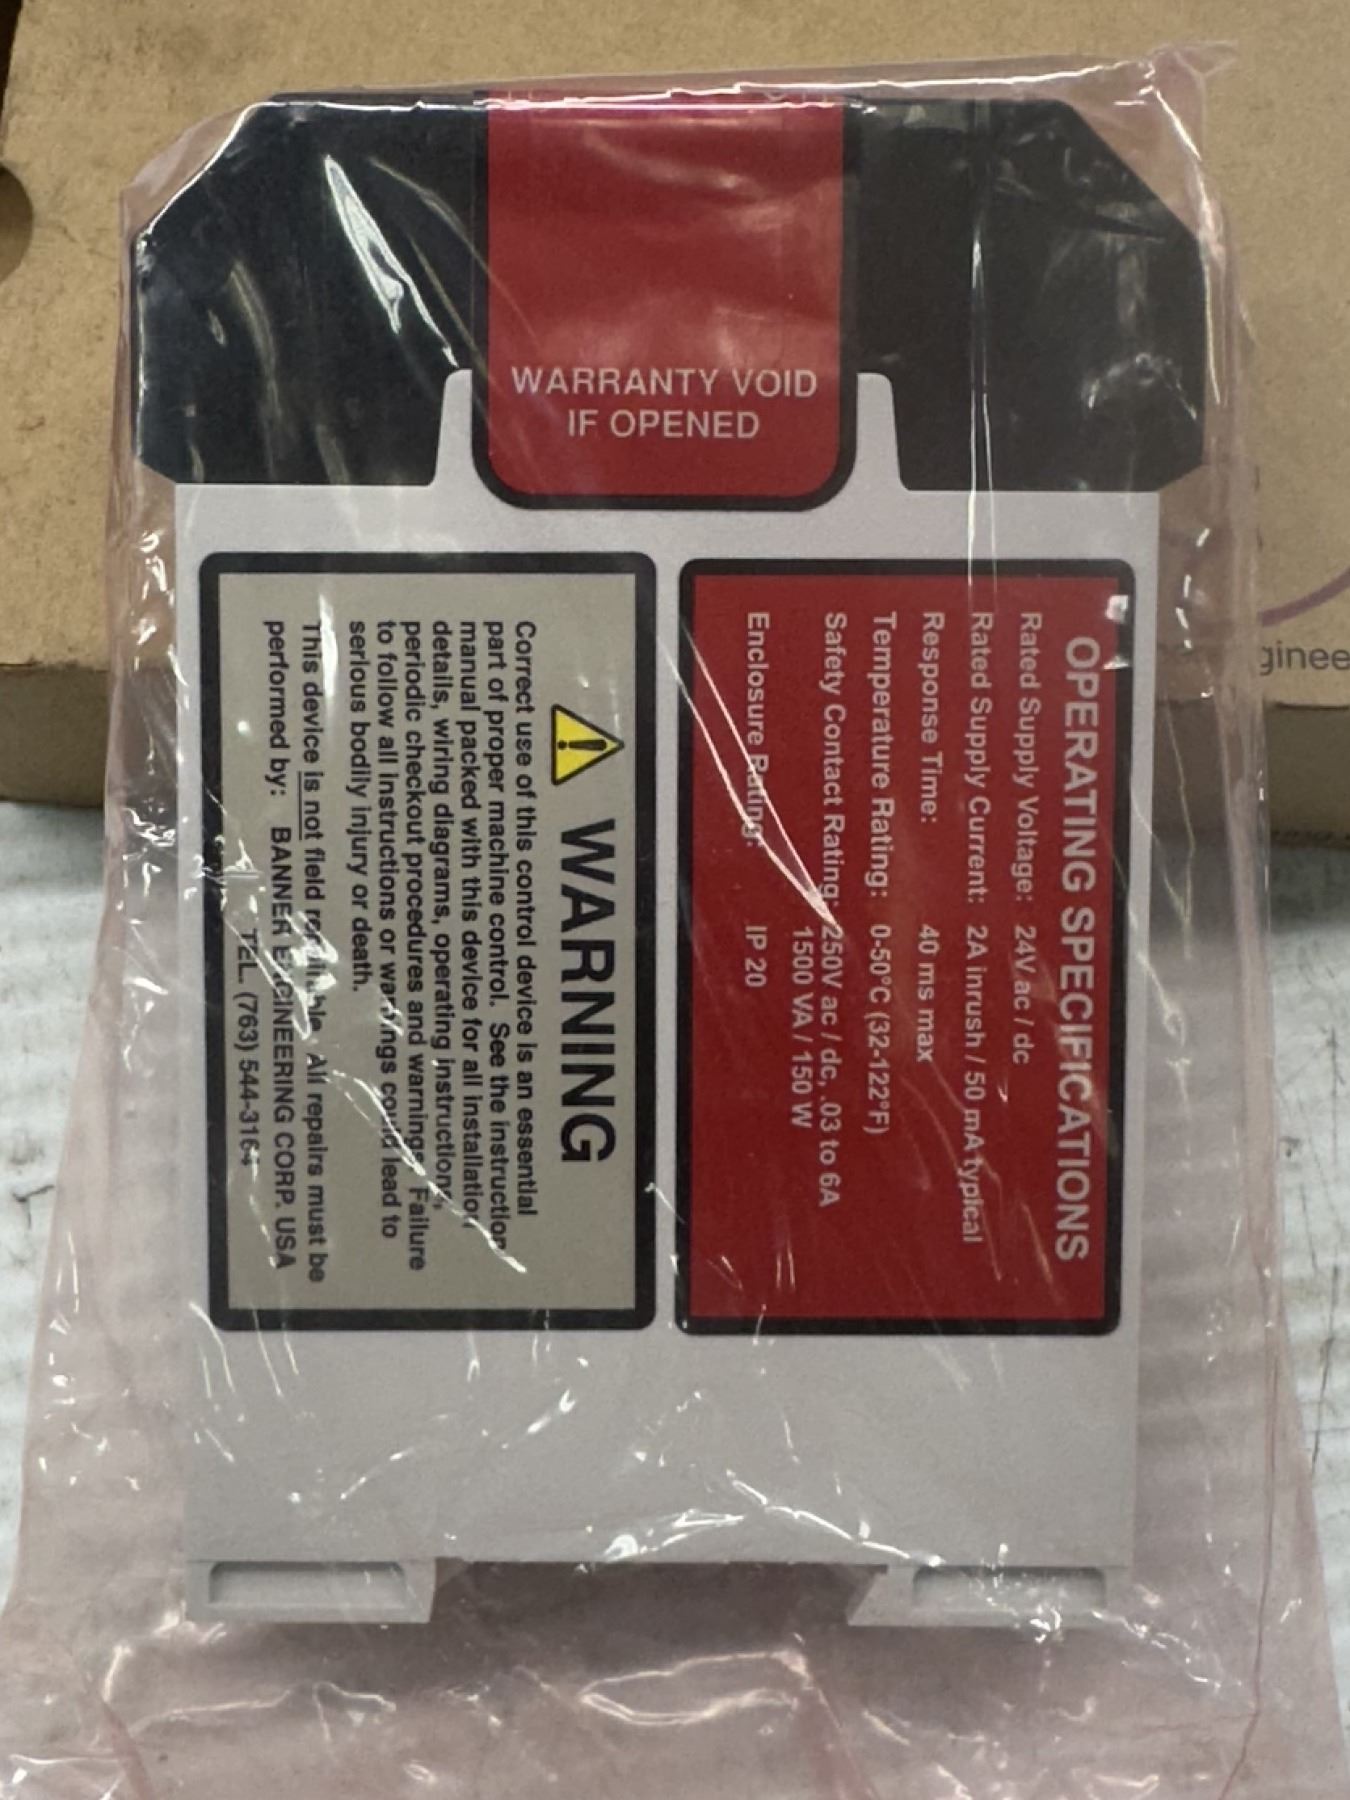 WARRANTY VOID
IF OPENED
OPERATING SPECIFICATIONS
Rated Supply Voltage: 24V ac / dc
Rated Supply Current: 2A inrush / 50 mA typical
Response Time: 40 ms max
Temperature Rating: 0-50°C (32-122°F)
Safety Contact Rating: 250V ac / dc, .03 to 6A
1500 VA / 150 W
Enclosure Rating: IP 20
WARNING
Correct use of this control device is an essential
part of proper machine control. See the instruction
manual packed with this device for all installation
details, wiring diagrams, operating instructions,
periodic checkout procedures and warnings. Failure
to follow all instructions or warnings could lead to
serious bodily injury or death.
This device is not field repairable. All repairs must be
performed by: BANNER ENGINEERING CORP. USA
TEL. (763) 544-3164
ginee